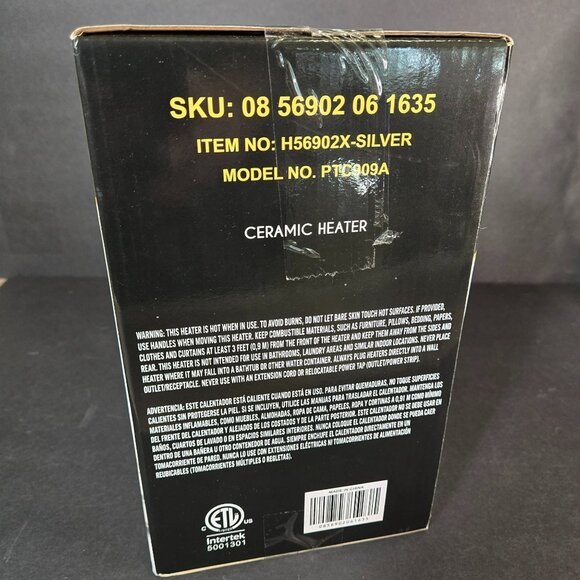 SKU: 08 56902 06 1635
ITEM NO: H56902X-SILVER
MODEL NO. PTC909A
CERAMIC HEATER
WARNING: THIS HEATER IS HOT WHEN IN USE. TO AVOID BURNS, DO NOT LET BARE SKIN TOUCH HOT SURFACES. IF PROVIDED,
USE HANDLES WHEN MOVING THIS HEATER. KEEP COMBUSTIBLE MATERIALS, SUCH AS FURNITURE, PILLOWS, BEDDING, PAPERS,
CLOTHES AND CURTAINS AT LEAST 3 FEET (0,9 M) FROM THE FRONT OF THE HEATER AND KEEP THEM AWAY FROM THE SIDES AND
REAR. THIS HEATER IS NOT INTENDED FOR USE IN BATHROOMS, LAUNDRY AREAS AND SIMILAR INDOOR LOCATIONS. NEVER PLACE
HEATER WHERE IT MAY FALL INTO A BATHTUB OR OTHER WATER CONTAINER. ALWAYS PLUG HEATERS DIRECTLY INTO A WALL
OUTLET/RECEPTACLE. NEVER USE WITH AN EXTENSION CORD OR RELOCATABLE POWER TAP (OUTLET/POWER STRIP).
ADVERTENCIA: ESTE CALENTADOR ESTÁ CALIENTE CUANDO ESTÁ EN USO. PARA EVITAR QUEMADURAS, NO TOQUE SUPERFICIES
CALIENTES SIN PROTEGERSE LA PIEL. SI SE INCLUYEN, UTILICE LAS MANIJAS PARA TRASLADAR EL CALENTADOR. MANTENGA LOS
MATERIALES INFLAMABLES, COMO MUEBLES, ALMOHADAS, ROPA DE CAMA, PAPELES, ROPA Y CORTINAS A 0,91 M COMO MÍNIMO
DEL FRENTE DEL CALENTADOR Y ALEJADOS DE LOS COSTADOS Y DE LA PARTE POSTERIOR. ESTE CALENTADOR NO SE DEBE USAR EN
BAÑOS, CUARTOS DE LAVADO O EN ESPACIOS SIMILARES INTERIORES. NUNCA COLOQUE EL CALENTADOR DONDE PUEDA CAER
DENTRO DE UNA BAÑERA U OTRO CONTENEDOR DE AGUA. SIEMPRE ENCHUFE EL CALENTADOR DIRECTAMENTE A UN
TOMACORRIENTE DE PARED. NUNCA LO USE CON EXTENSIONES ELÉCTRICAS NI TOMACORRIENTES DE ALIMENTACIÓN
REUBICABLES (TOMACORRIENTES MÚLTIPLES O REGLETAS).
MADE IN CHINA
0856902061635
C ETL US
Intertek
5001301